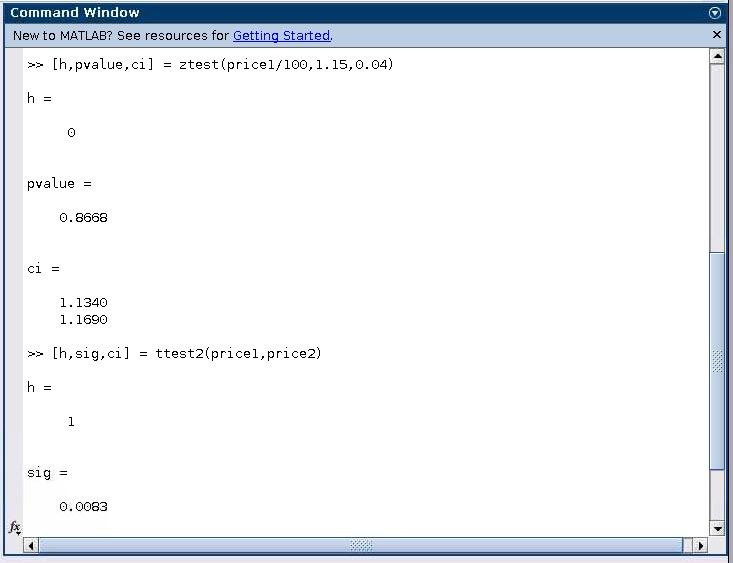 Command Window
New to MATLAB? See resources for Getting Started.
>> [h,pvalue,ci] = ztest(price1/100,1.15,0.04)
h =
0
pvalue =
0.8668
ci =
1.1340
1.1690
>> [h,sig,ci] = ttest2(price1,price2)
h =
1
sig =
0.0083
fx